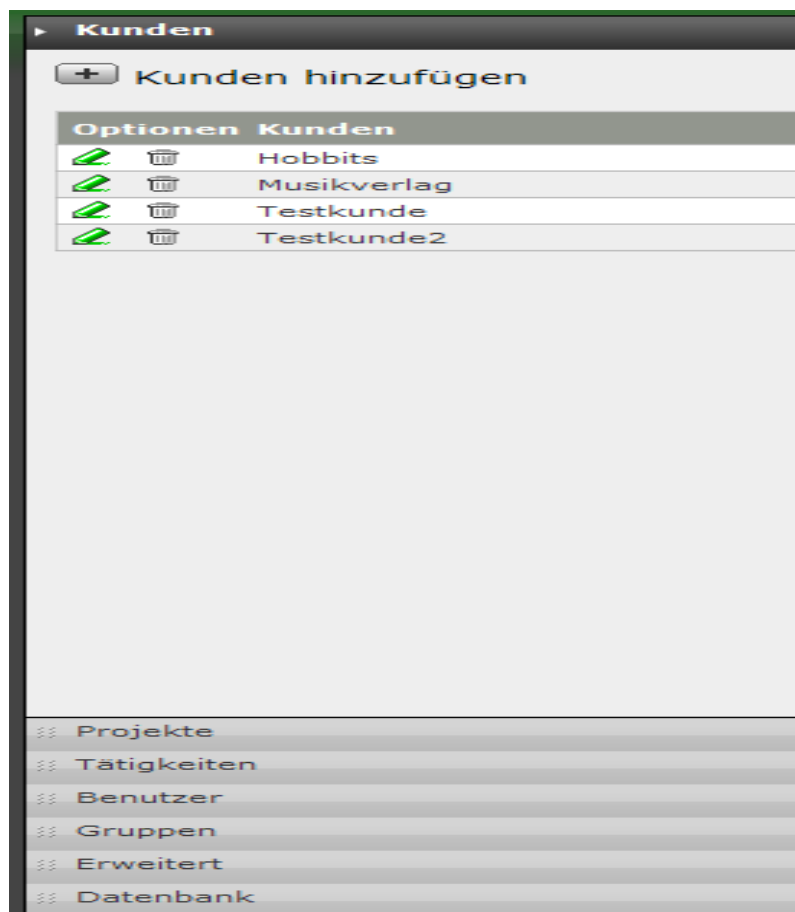 Kunden
Kunden hinzufügen
Optionen Kunden
Hobbits
Musikverlag
Testkunde
Testkunde2
Projekte
Tätigkeiten
Benutzer
Gruppen
Erweitert
Datenbank